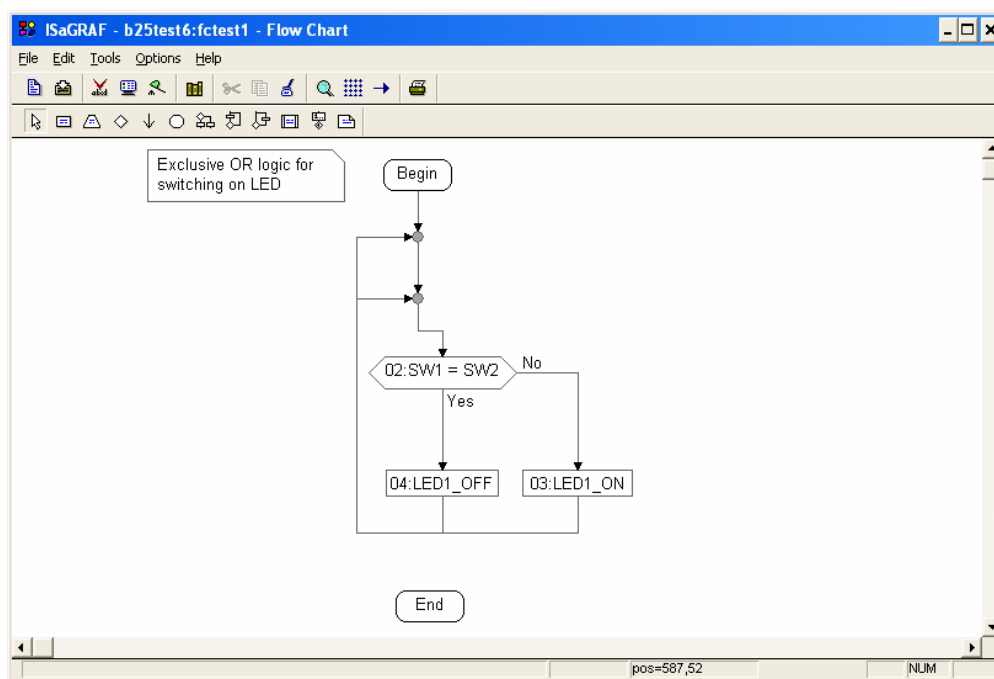 ISaGRAF - b25test6:fctest1 - Flow Chart
File Edit Tools Options Help
Exclusive OR logic for
switching on LED
Begin
02:SW1 = SW2
No
Yes
04:LED1_OFF
03:LED1_ON
End
pos=587,52
NUM